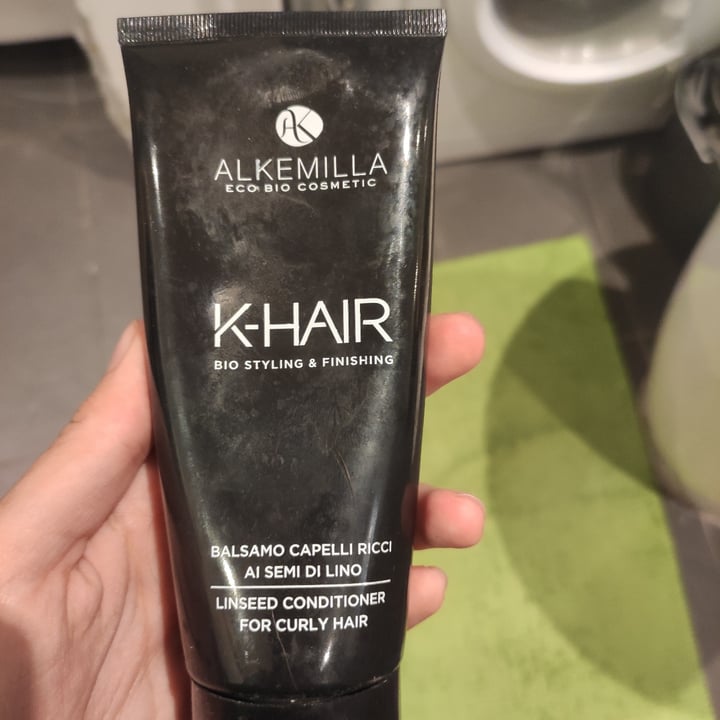 AK
ALKEMILLA
ECO BIO COSMETIC
K-HAIR
BIO STYLING & FINISHING
BALSAMO CAPELLI RICCI
AI SEMI DI LINO
LINSEED CONDITIONER
FOR CURLY HAIR